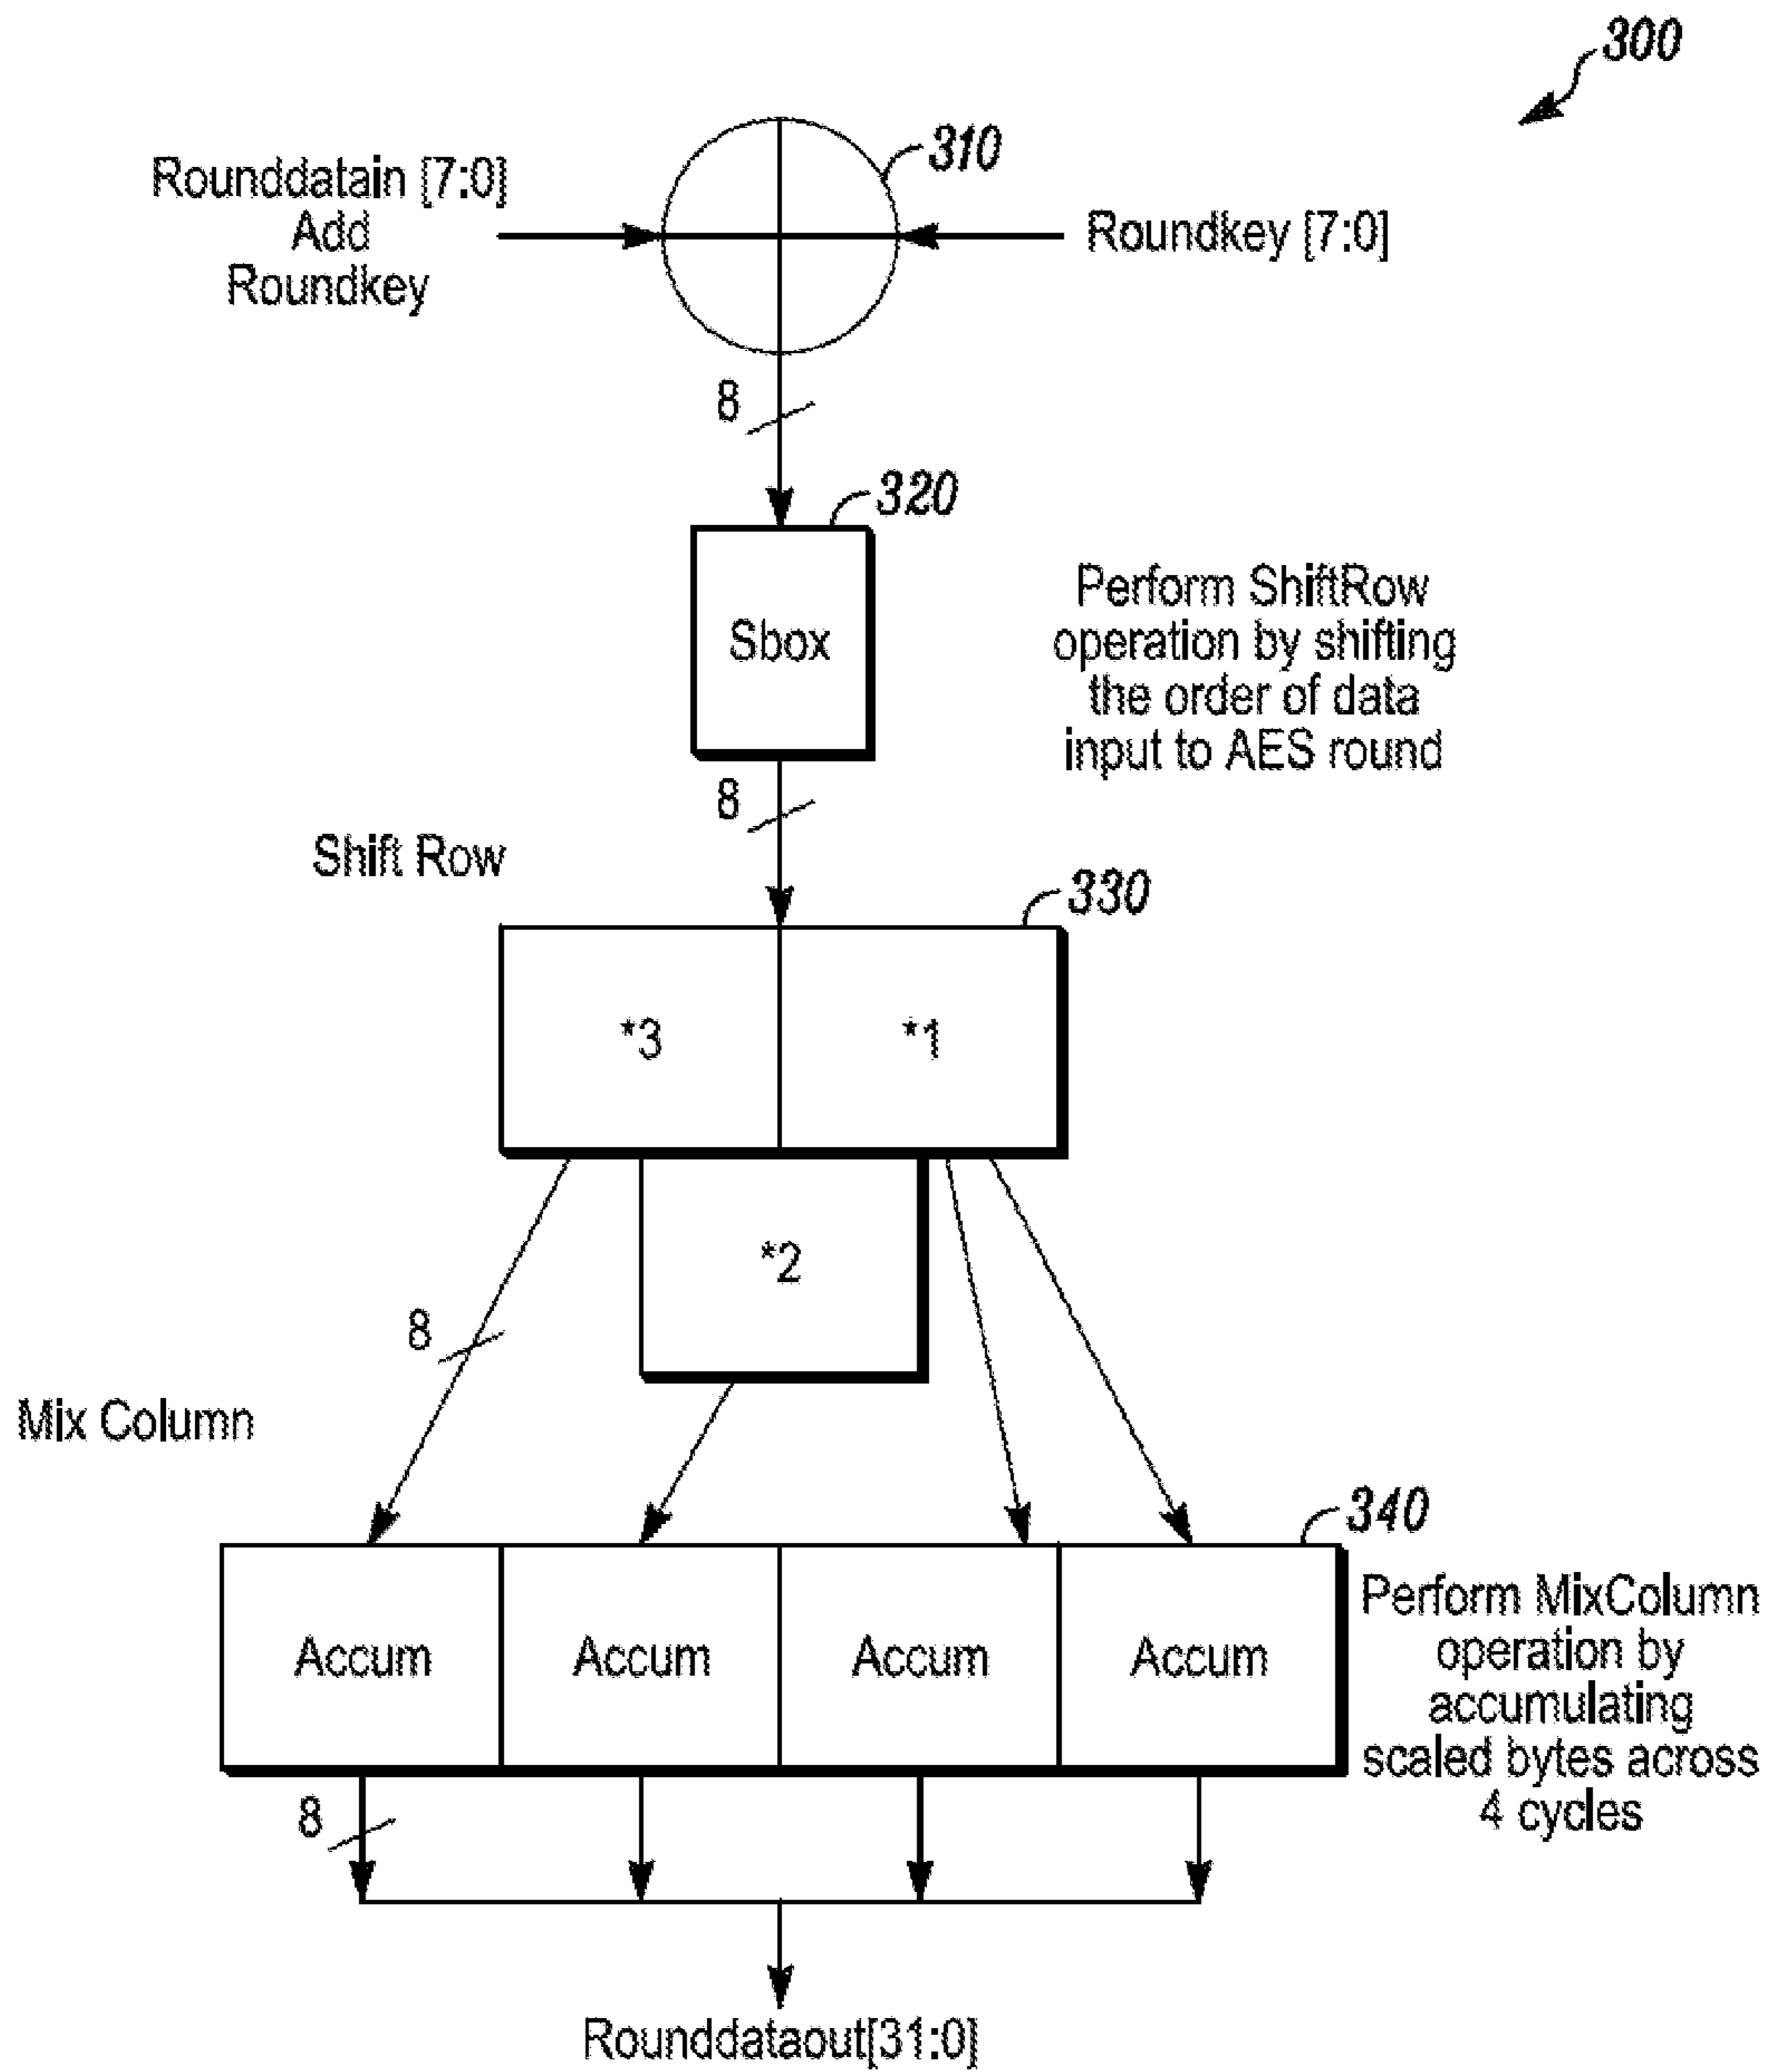 300
310
Rounddatain [7:0]
Add
Roundkey
Roundkey [7:0]
8
320
Sbox
Perform ShiftRow
operation by shifting
the order of data
input to AES round
8
Shift Row
330
*3
*1
*2
8
Mix Column
340
Accum
Accum
Accum
Accum
Perform MixColumn
operation by
accumulating
scaled bytes across
4 cycles
8
Rounddataout[31:0]